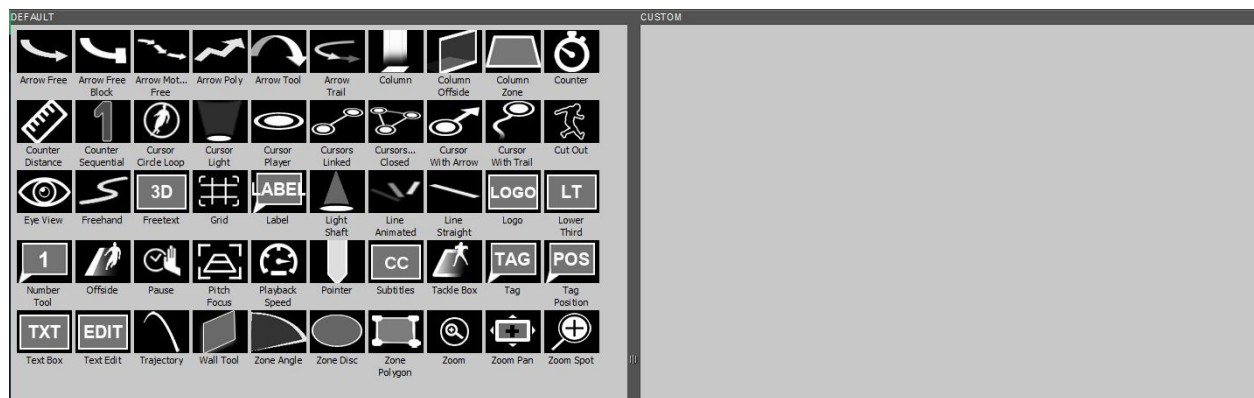 DEFAULT
CUSTOM
Arrow Free
Arrow Free
Block
Arrow Mot...
Free
Arrow Poly
Arrow Tool
Arrow
Trail
Column
Column
Offside
Column
Zone
Counter
1
Counter
Distance
Counter
Sequential
Cursor
Circle Loop
Cursor
Light
Cursor
Player
Cursors
Linked
Cursors...
Closed
Cursor
With Arrow
Cursor
With Trail
Cut Out
3D
LABEL
LOGO
LT
Eye View
Freehand
Freetext
Grid
Label
Light
Shaft
Line
Animated
Line
Straight
Logo
Lower
Third
1
CC
TAG
POS
Number
Tool
Offside
Pause
Pitch
Focus
Playback
Speed
Pointer
Subtitles
Tackle Box
Tag
Tag
Position
TXT
EDIT
Text Box
Text Edit
Trajectory
Wall Tool
Zone Angle
Zone Disc
Zone
Polygon
Zoom
Zoom Pan
Zoom Spot